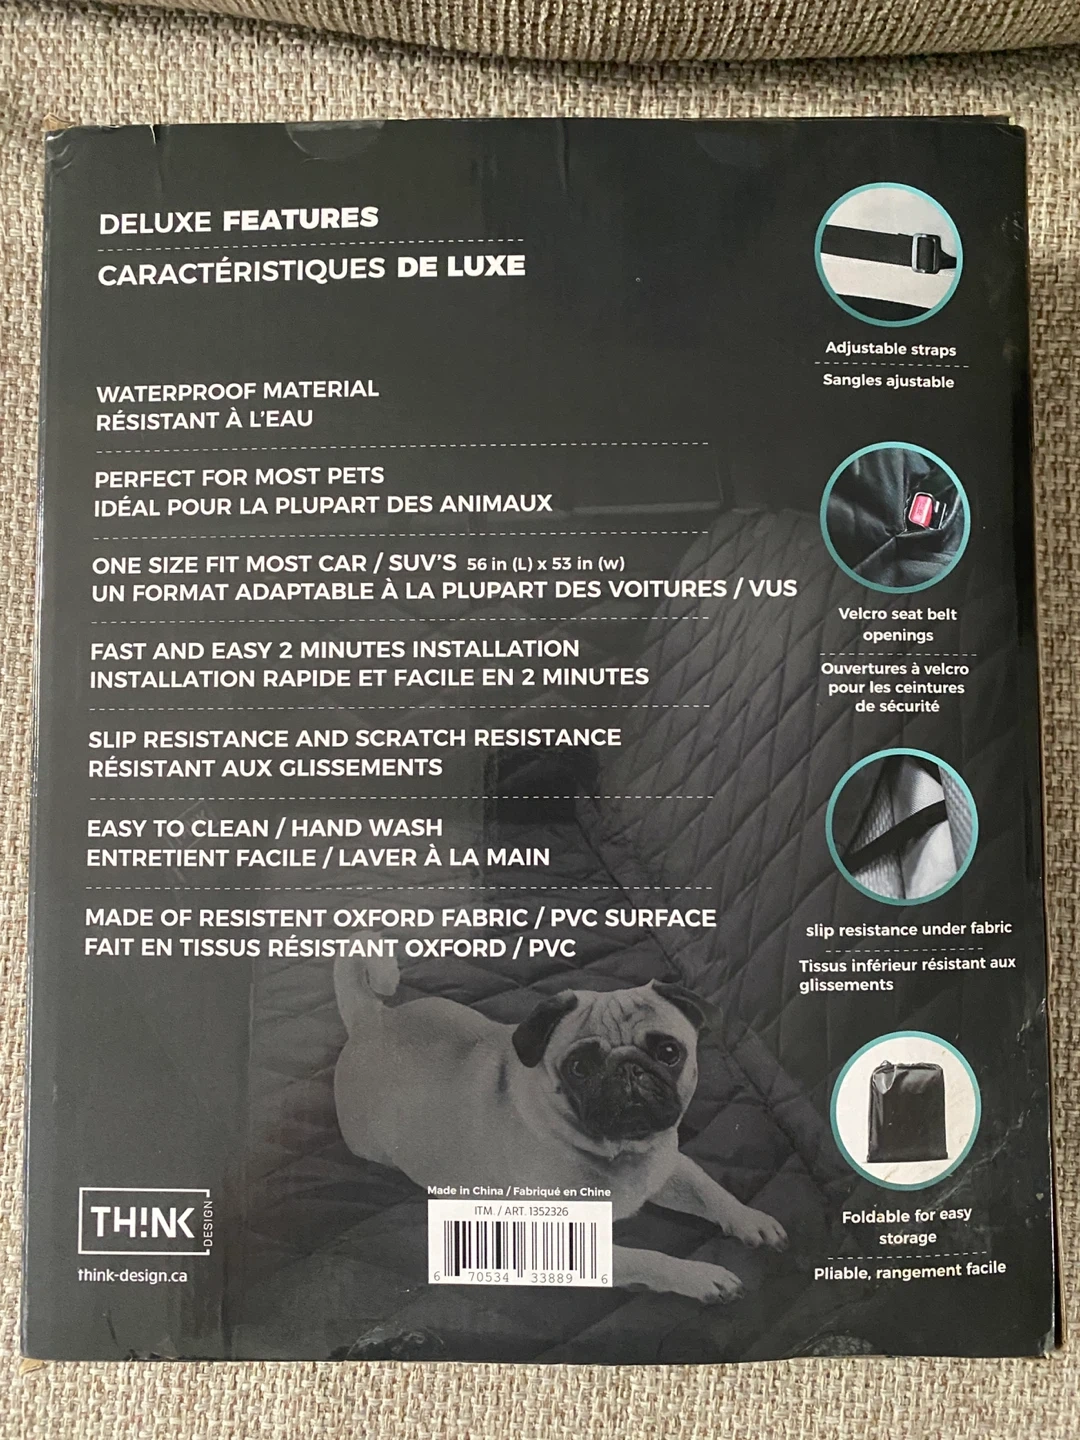 DELUXE FEATURES
CARACTÉRISTIQUES DE LUXE
WATERPROOF MATERIAL
RÉSISTANT À L'EAU
PERFECT FOR MOST PETS
IDÉAL POUR LA PLUPART DES ANIMAUX
ONE SIZE FIT MOST CAR / SUV'S 56 in (L) x 53 in (w)
UN FORMAT ADAPTABLE À LA PLUPART DES VOITURES / VUS
FAST AND EASY 2 MINUTES INSTALLATION
INSTALLATION RAPIDE ET FACILE EN 2 MINUTES
SLIP RESISTANCE AND SCRATCH RESISTANCE
RÉSISTANT AUX GLISSEMENTS
EASY TO CLEAN / HAND WASH
ENTRETIENT FACILE / LAVER À LA MAIN
MADE OF RESISTENT OXFORD FABRIC / PVC SURFACE
FAIT EN TISSUS RÉSISTANT OXFORD / PVC
Adjustable straps
Sangles ajustable
Velcro seat belt
openings
Ouvertures à velcro
pour les ceintures
de sécurité
slip resistance under fabric
Tissus inférieur résistant aux
glissements
Foldable for easy
storage
Pliable, rangement facile
TH!NK
DESIGN
think-design.ca
Made in China / Fabriqué en Chine
ITM. / ART. 1352326
6 70534 33889 6